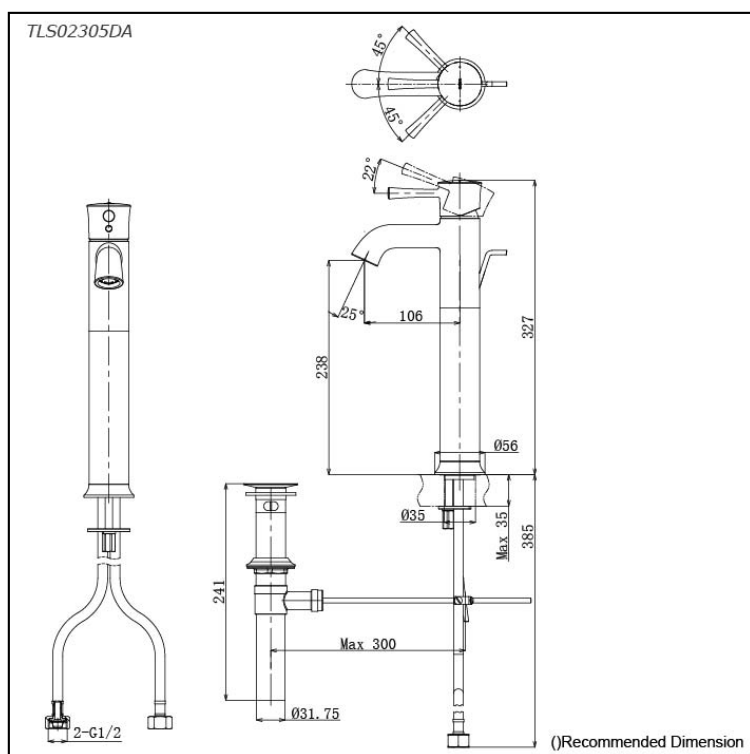 TLS02305DA
45°
45°
22°
25°
106
238
327
Ø56
Ø35
Max 35
385
241
Max 300
Ø31.75
2-G1/2
()Recommended Dimension